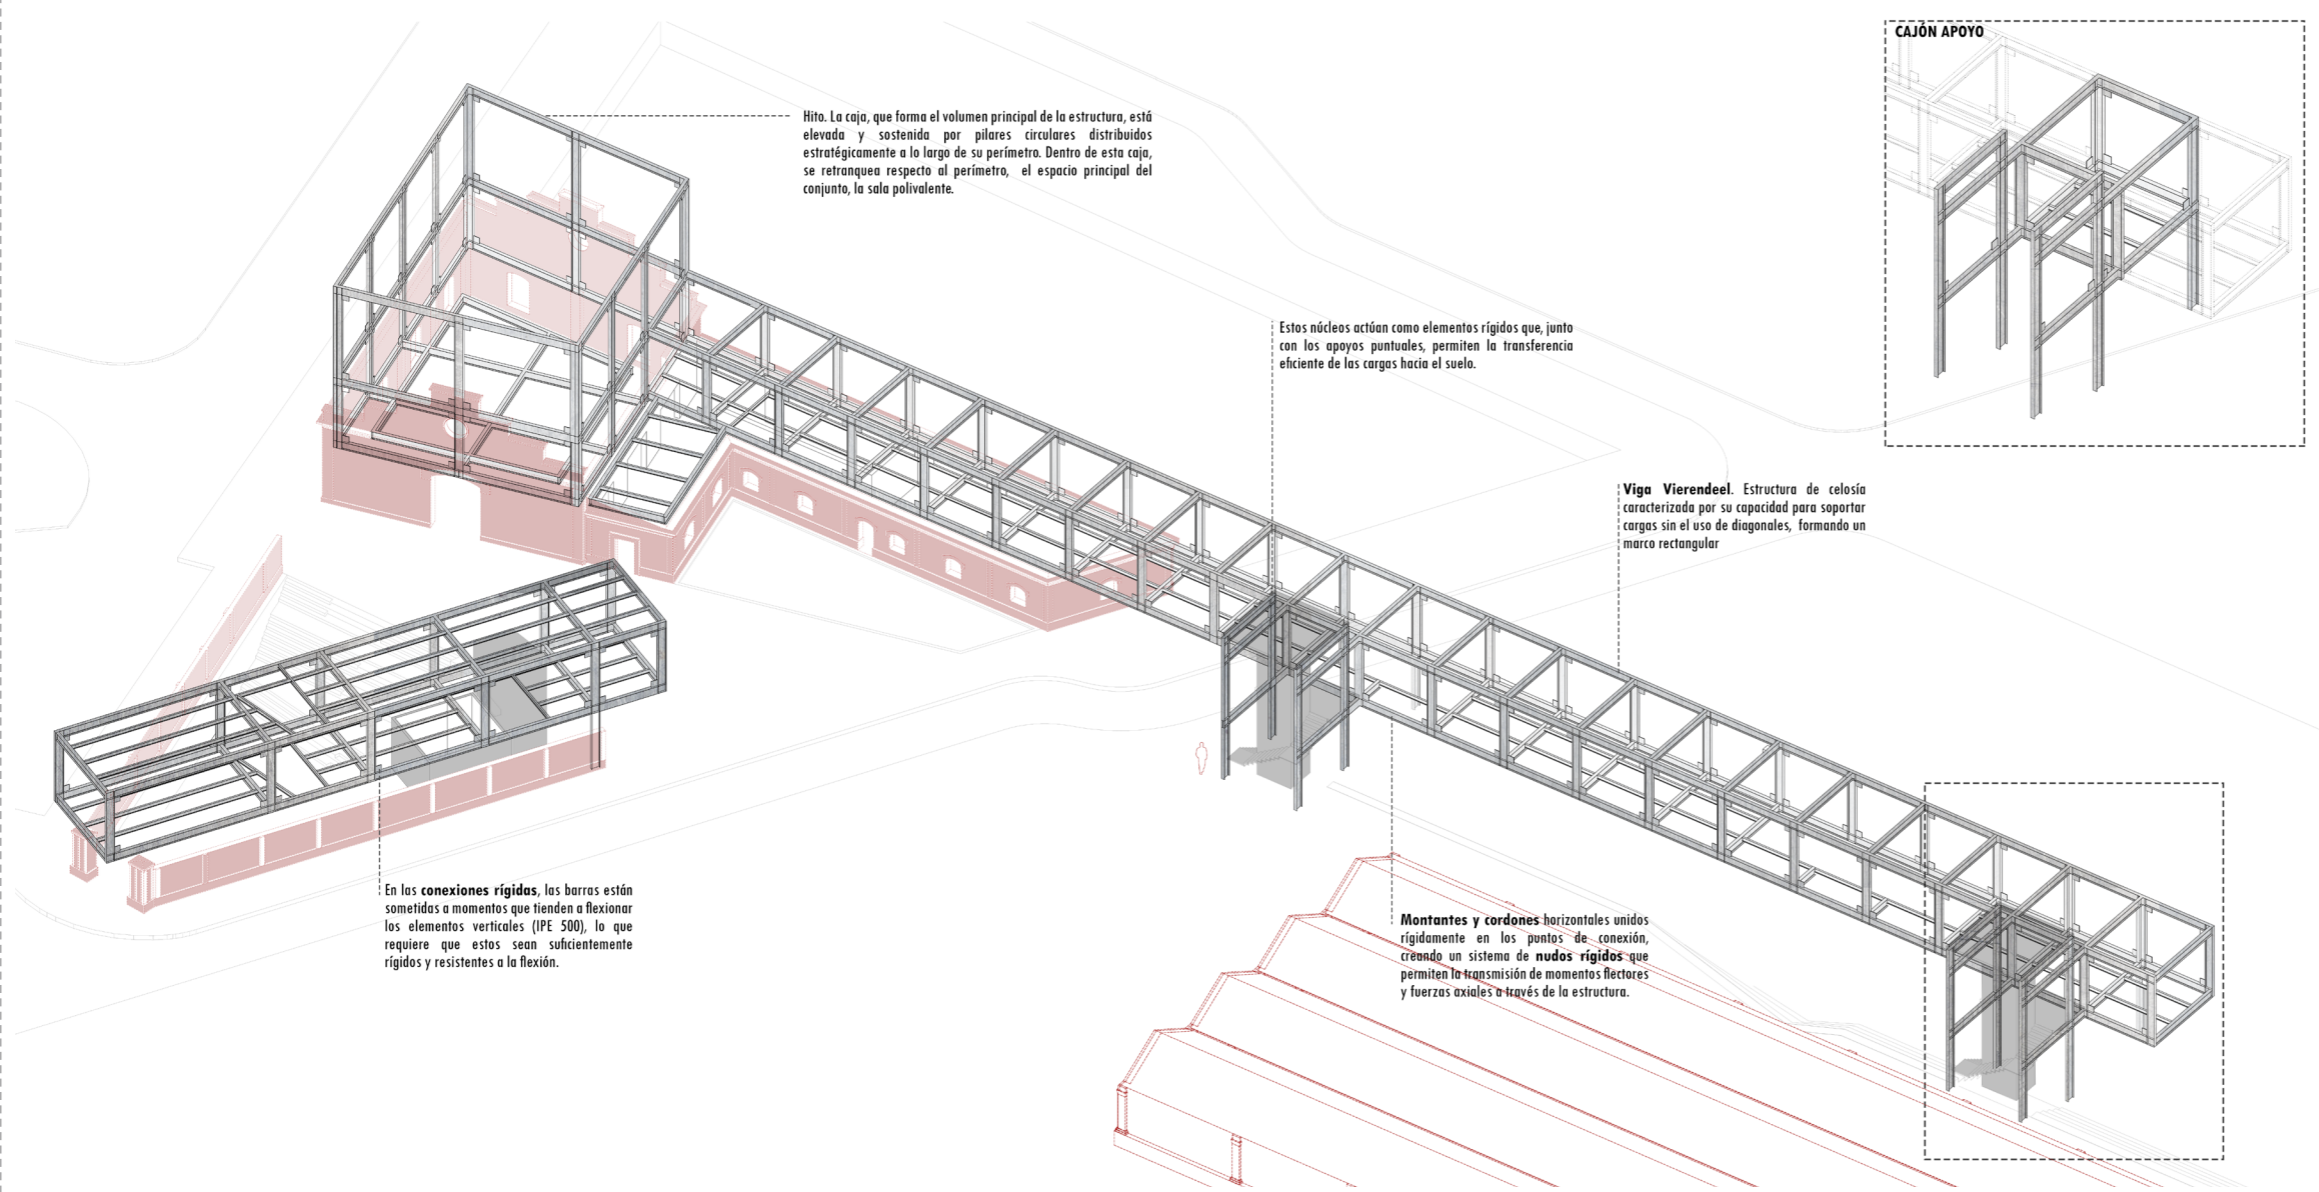 CAJÓN APOYO
Hito. La caja, que forma el volumen principal de la estructura, está
elevada y sostenida por pilares circulares distribuidos
estratégicamente a lo largo de su perímetro. Dentro de esta caja,
se retranquea respecto al perímetro, el espacio principal del
conjunto, la sala polivalente.
Estos núcleos actúan como elementos rígidos que, junto
con los apoyos puntuales, permiten la transferencia
eficiente de las cargas hacia el suelo.
Viga Vierendeel. Estructura de celosía
caracterizada por su capacidad para soportar
cargas sin el uso de diagonales, formando un
marco rectangular
En las conexiones rígidas, las barras están
sometidas a momentos que tienden a flexionar
los elementos verticales (IPE 500), lo que
requiere que estos sean suficientemente
rígidos y resistentes a la flexión.
Montantes y cordones horizontales unidos
rígidamente en los puntos de conexión,
creando un sistema de nudos rígidos que
permiten la transmisión de momentos flectores
y fuerzas axiales a través de la estructura.